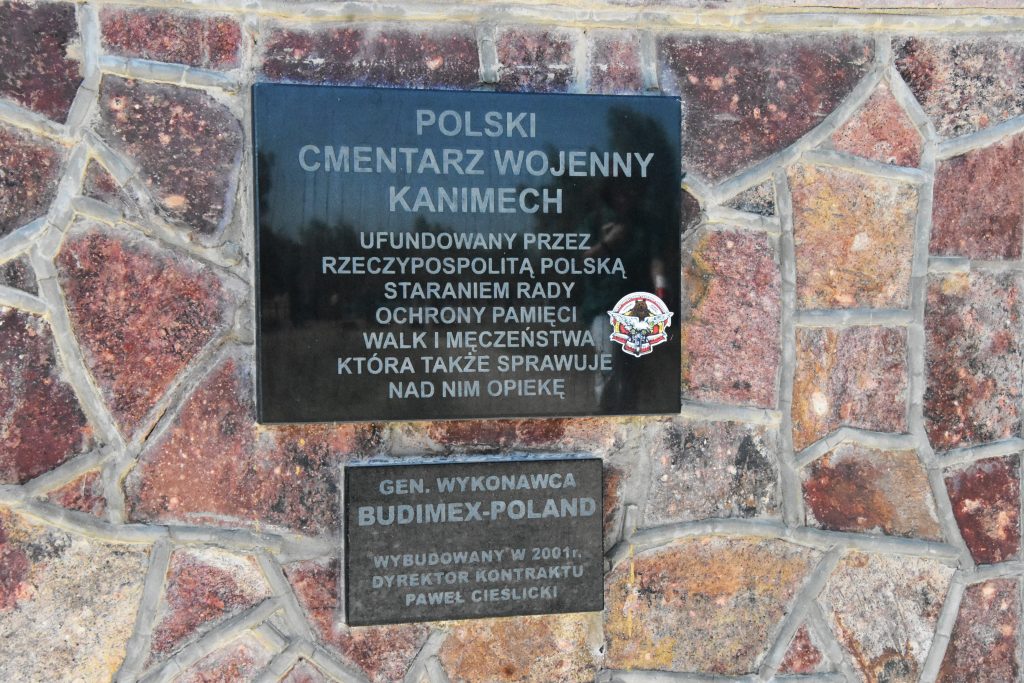 POLSKI
CMENTARZ WOJENNY
KANIMECH
UFUNDOWANY PRZEZ
RZECZYPOSPOLITĄ POLSKĄ
STARANIEM RADY
OCHRONY PAMIĘCI
WALK I MĘCZEŃSTWA
KTÓRA TAKŻE SPRAWUJE
NAD NIM OPIEKĘ
GEN. WYKONAWCA
BUDIMEX-POLAND
WYBUDOWANY W 2001r.
DYREKTOR KONTRAKTU
PAWEŁ CIEŚLICKI